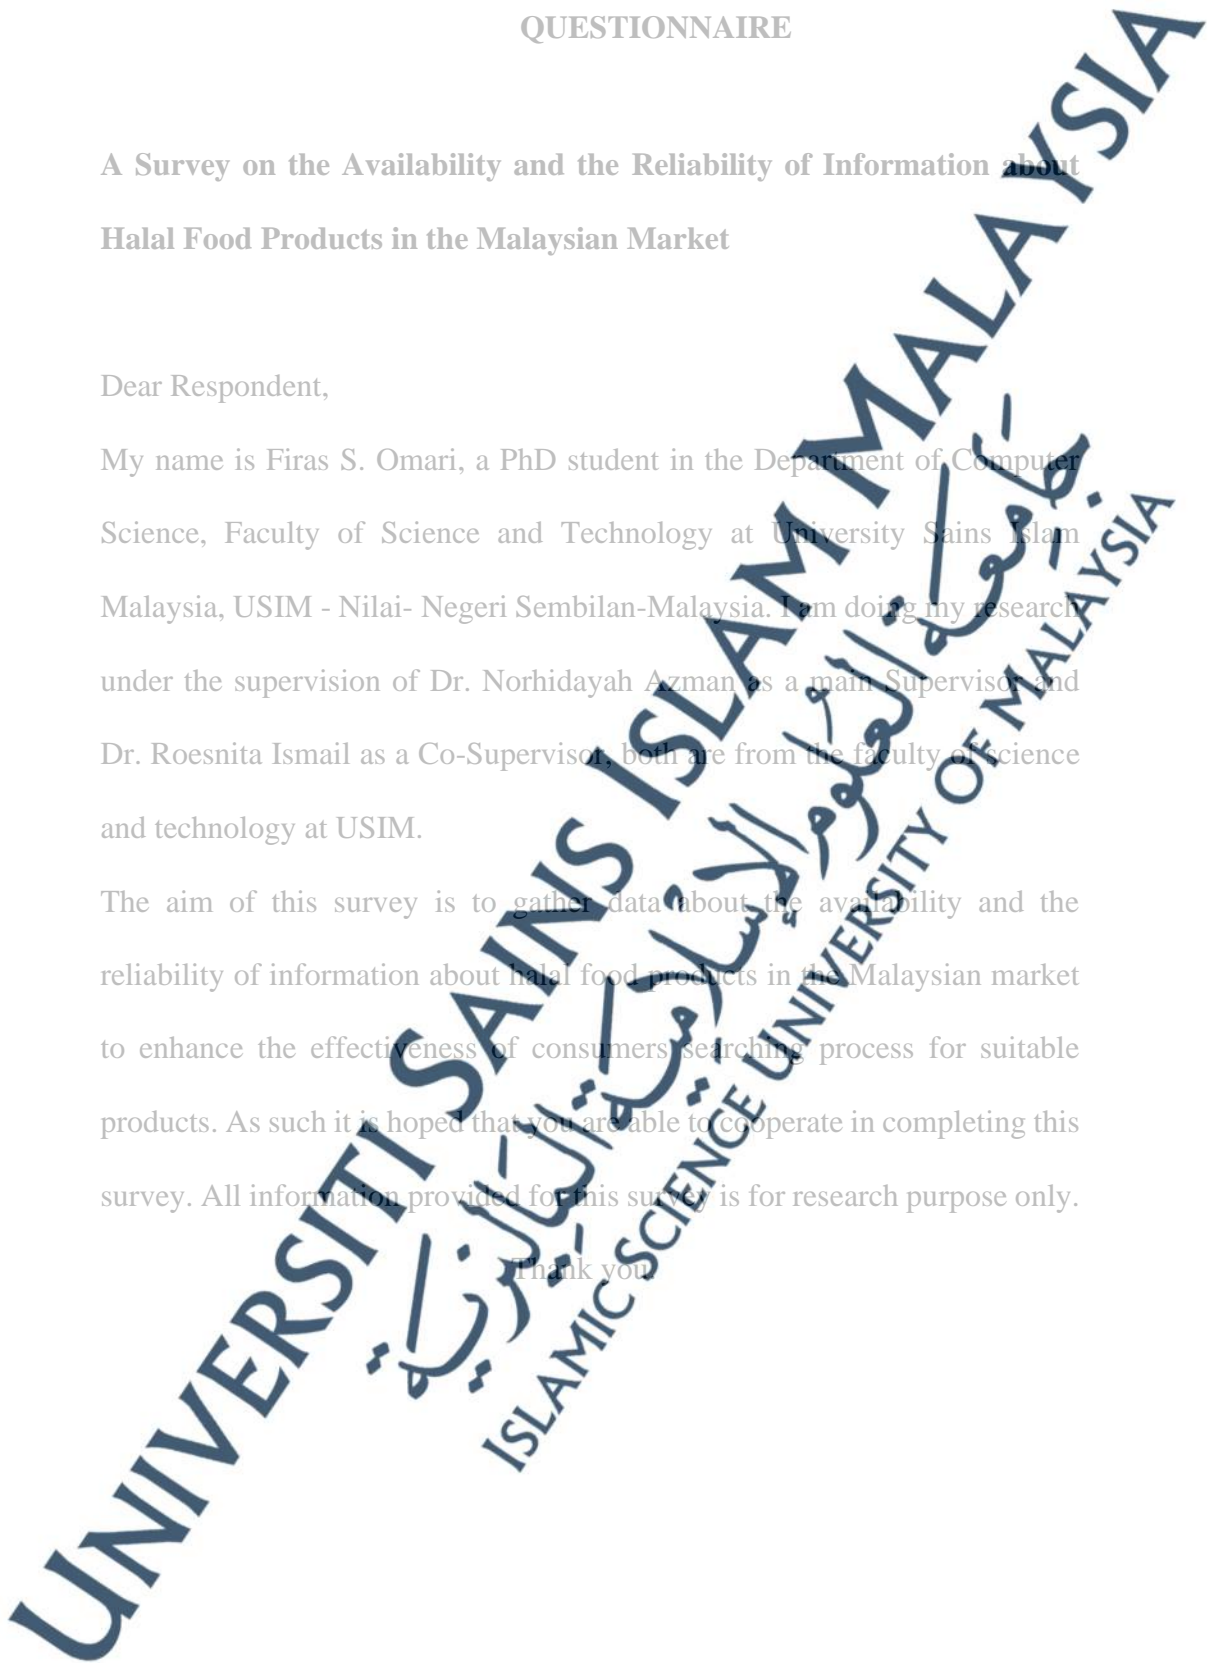 QUESTIONNAIRE
A Survey on the Availability and the Reliability of Information about
Halal Food Products in the Malaysian Market
Dear Respondent,
My name is Firas S. Omari, a PhD student in the Department of Computer
Science, Faculty of Science and Technology at University Sains Islam
Malaysia, USIM - Nilai- Negeri Sembilan-Malaysia. I am doing my research
under the supervision of Dr. Norhidayah Azman as a main Supervisor and
Dr. Roesnita Ismail as a Co-Supervisor, both are from the faculty of science
and technology at USIM.
The aim of this survey is to gather data about the availability and the
reliability of information about halal food products in the Malaysian market
to enhance the effectiveness of consumers searching process for suitable
products. As such it is hoped that you are able to cooperate in completing this
survey. All information provided for this survey is for research purpose only.
Thank you.
UNIVERSITI SAINS ISLAM MALAYSIA
جَامِعَة العُلُوم الإِسْلَامِيَّة المَالِيزِيَّة
ISLAMIC SCIENCE UNIVERSITY OF MALAYSIA